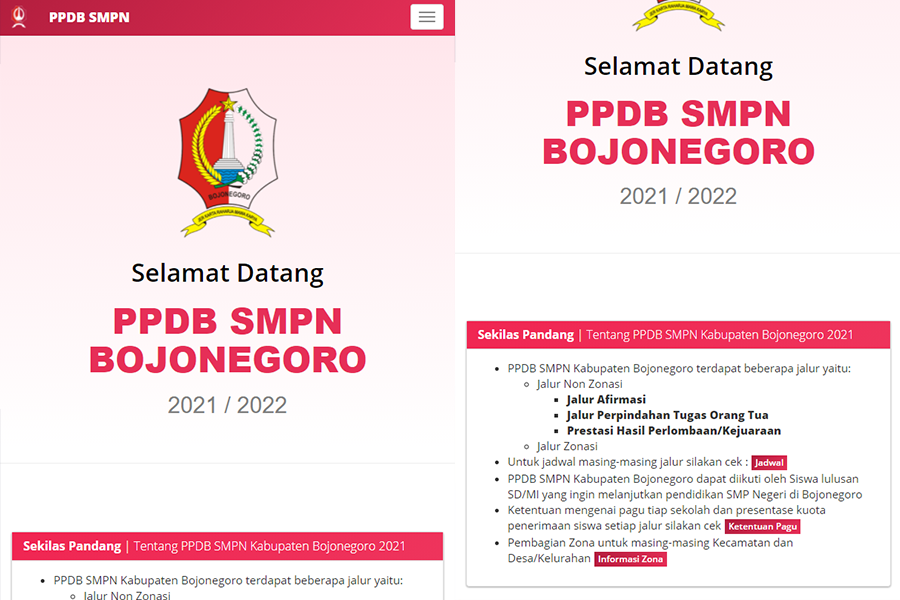 PPDB SMPN
BOJONEGORO
Selamat Datang
PPDB SMPN
BOJONEGORO
2021 / 2022
Sekilas Pandang | Tentang PPDB SMPN Kabupaten Bojonegoro 2021
• PPDB SMPN Kabupaten Bojonegoro terdapat beberapa jalur yaitu:
Jalur Non Zonasi
Selamat Datang
PPDB SMPN
BOJONEGORO
2021 / 2022
Sekilas Pandang | Tentang PPDB SMPN Kabupaten Bojonegoro 2021
• PPDB SMPN Kabupaten Bojonegoro terdapat beberapa jalur yaitu:
Jalur Non Zonasi
Jalur Afirmasi
Jalur Perpindahan Tugas Orang Tua
Prestasi Hasil Perlombaan/Kejuaraan
Jalur Zonasi
• Untuk jadwal masing-masing jalur silakan cek : Jadwal
• PPDB SMPN Kabupaten Bojonegoro dapat diikuti oleh Siswa lulusan
SD/MI yang ingin melanjutkan pendidikan SMP Negeri di Bojonegoro
• Ketentuan mengenai pagu tiap sekolah dan presentase kuota
penerimaan siswa setiap jalur silakan cek Ketentuan Pagu
• Pembagian Zona untuk masing-masing Kecamatan dan
Desa/Kelurahan Informasi Zona